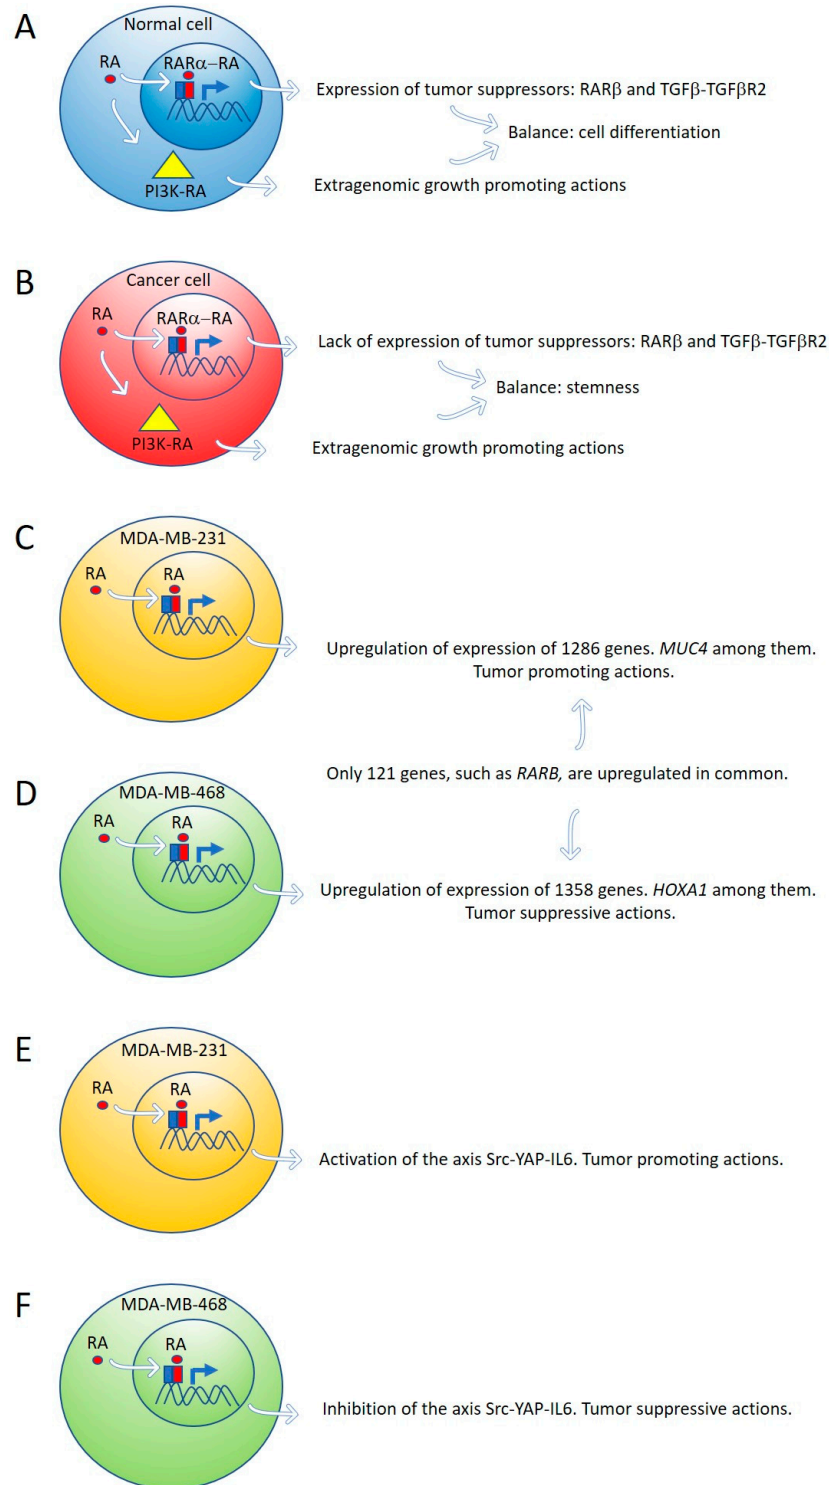 A
Normal cell
RA
RARα–RA
PI3K-RA
Expression of tumor suppressors: RARβ and TGFβ-TGFβR2
Balance: cell differentiation
Extragenomic growth promoting actions
B
Cancer cell
RA
RARα–RA
PI3K-RA
Lack of expression of tumor suppressors: RARβ and TGFβ-TGFβR2
Balance: stemness
Extragenomic growth promoting actions
C
MDA-MB-231
RA
RA
Upregulation of expression of 1286 genes. MUC4 among them.
Tumor promoting actions.
Only 121 genes, such as RARB, are upregulated in common.
D
MDA-MB-468
RA
RA
Upregulation of expression of 1358 genes. HOXA1 among them.
Tumor suppressive actions.
E
MDA-MB-231
RA
RA
Activation of the axis Src-YAP-IL6. Tumor promoting actions.
F
MDA-MB-468
RA
RA
Inhibition of the axis Src-YAP-IL6. Tumor suppressive actions.